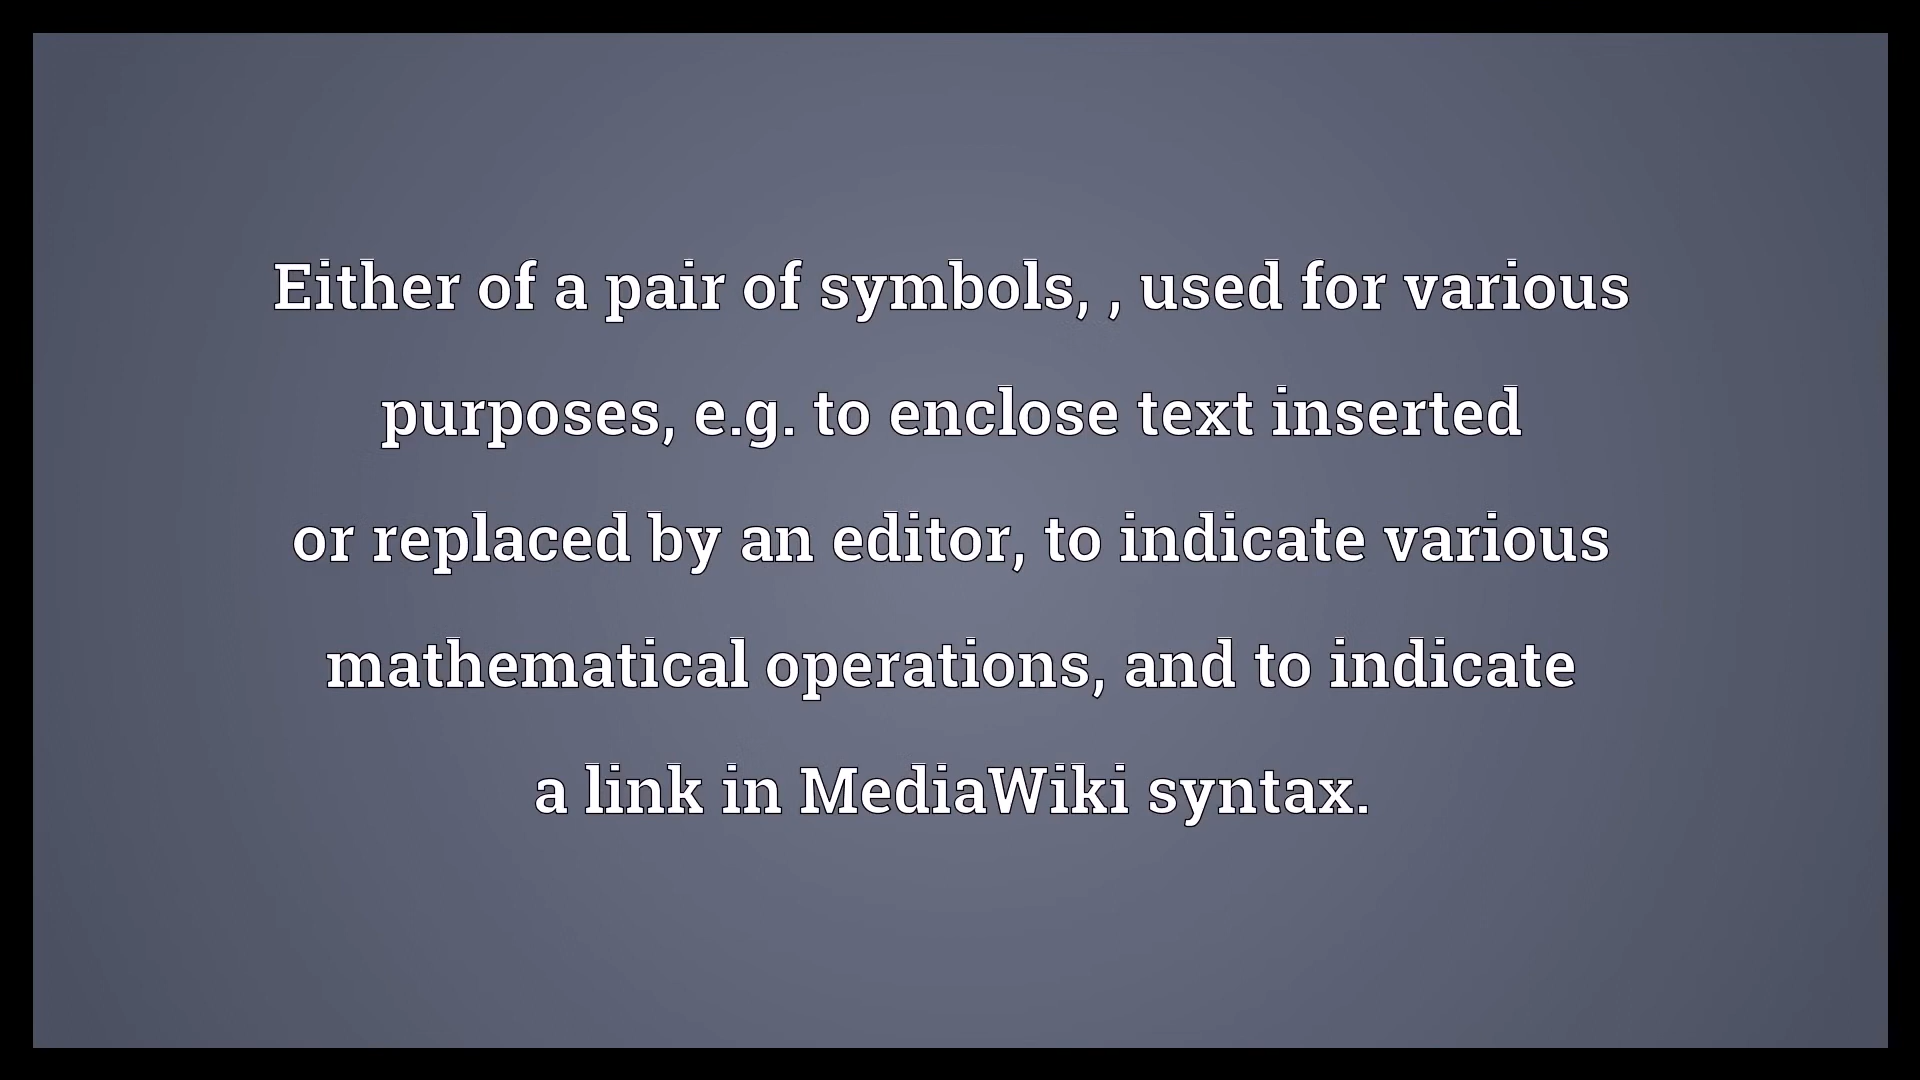 Either of a pair of symbols, , used for various
purposes, e.g. to enclose text inserted
or replaced by an editor, to indicate various
mathematical operations, and to indicate
a link in MediaWiki syntax.